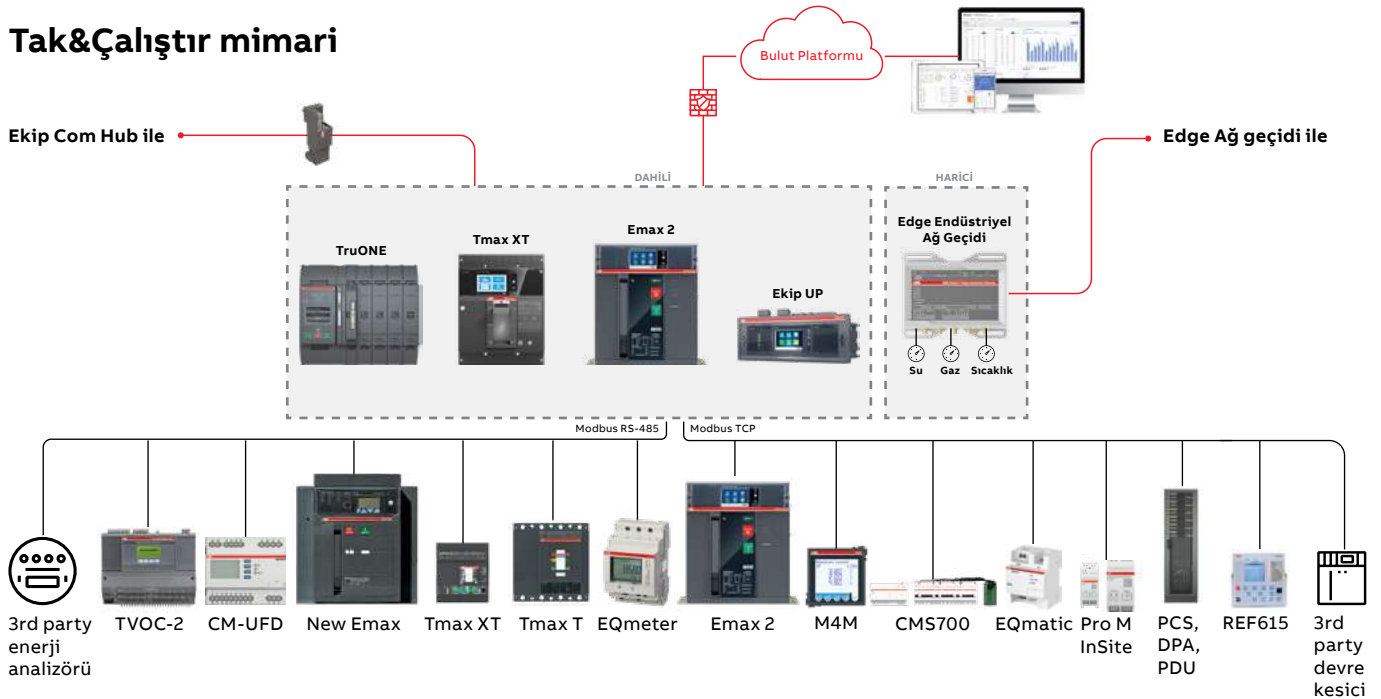 Tak&Çalıştır mimari
Bulut Platformu
Ekip Com Hub ile
Edge Ağ geçidi ile
DAHİLİ
HARİCİ
TruONE
Tmax XT
Emax 2
Ekip UP
Edge Endüstriyel
Ağ Geçidi
Su
Gaz
Sıcaklık
Modbus RS-485
Modbus TCP
3rd party
enerji
analizörü
TVOC-2
CM-UFD
New Emax
Tmax XT
Tmax T
EQmeter
Emax 2
M4M
CMS700
EQmatic
Pro M
InSite
PCS,
DPA,
PDU
REF615
3rd
party
devre
kesici